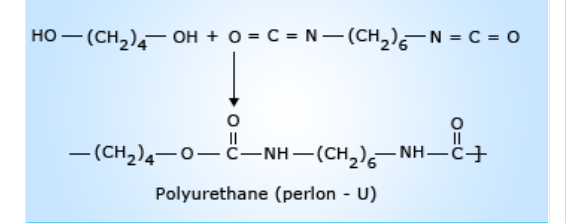 HO — (CH2)4 — OH + O = C = N — (CH2)6 — N = C = O
O O
— (CH2)4 — O — C — NH — (CH2)6 — NH — C
Polyurethane (perlon - U)